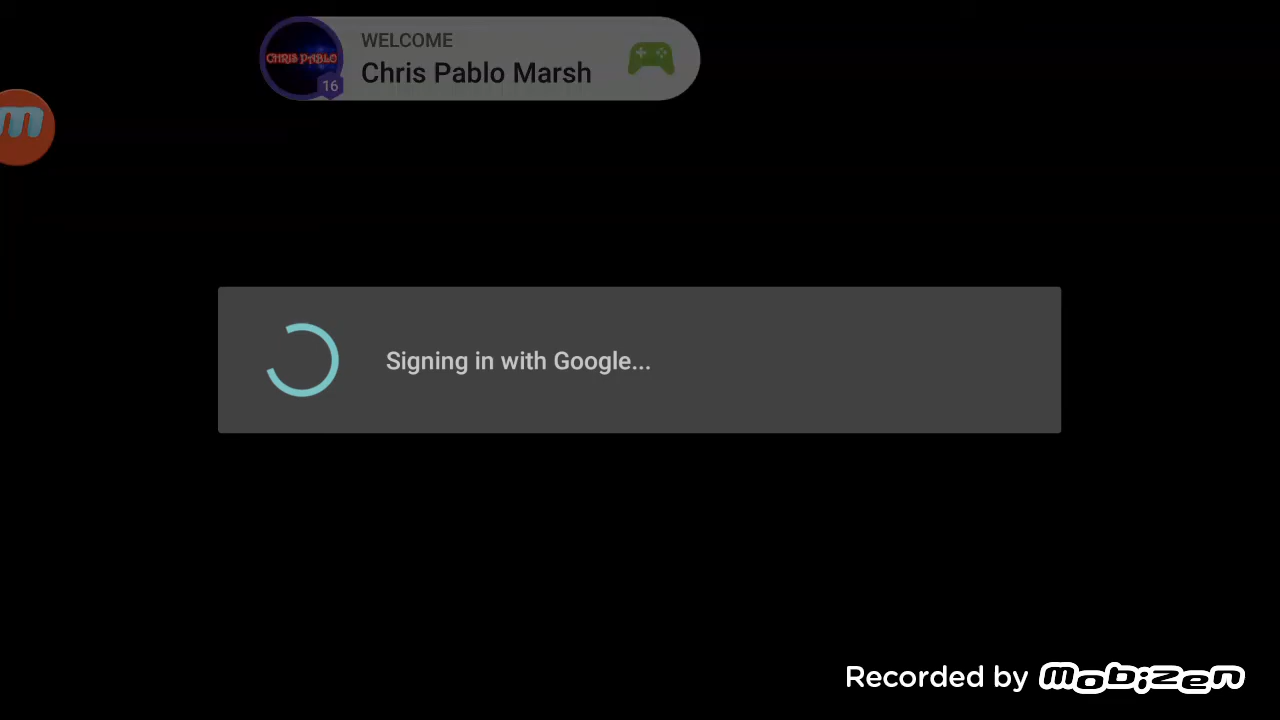 WELCOME
CHRIS PABLO
Chris Pablo Marsh
16
m
Signing in with Google...
Recorded by mobizen